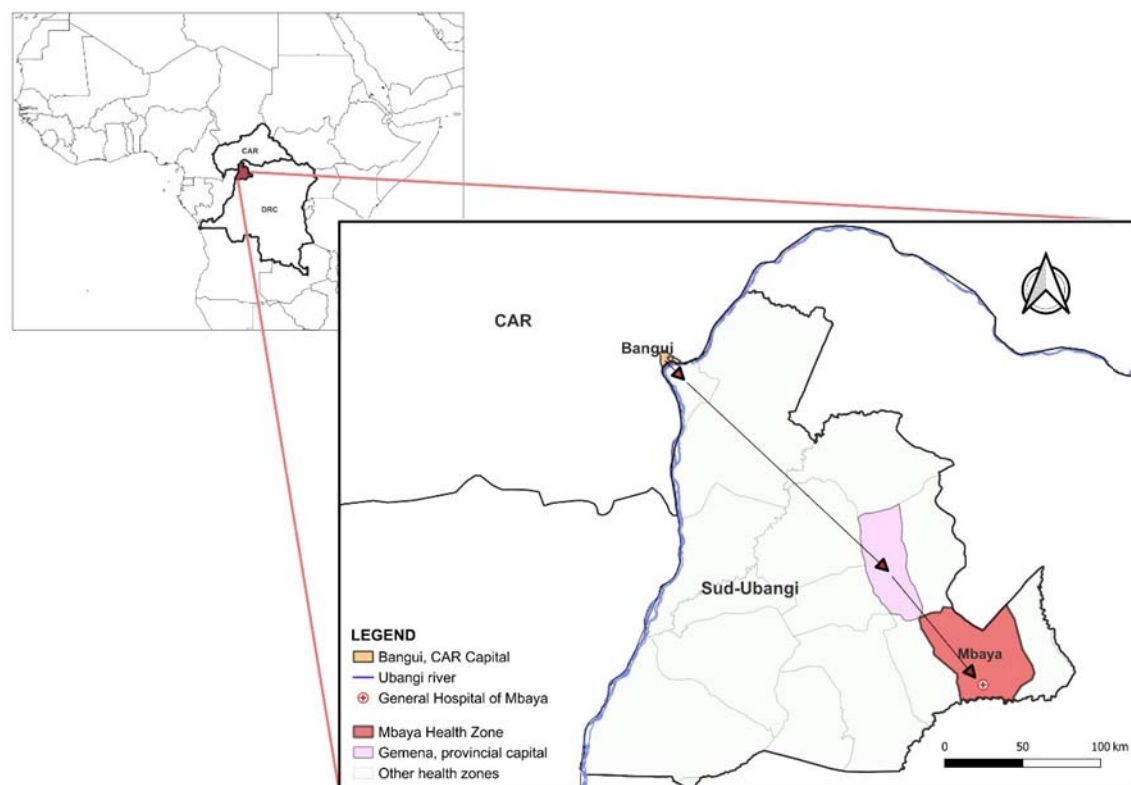 CAR
DRC
CAR
Bangui
Sud-Ubangi
Mbaya
LEGEND
Bangui, CAR Capital
Ubangi river
General Hospital of Mbaya
Mbaya Health Zone
Gemena, provincial capital
Other health zones
0 50 100 km